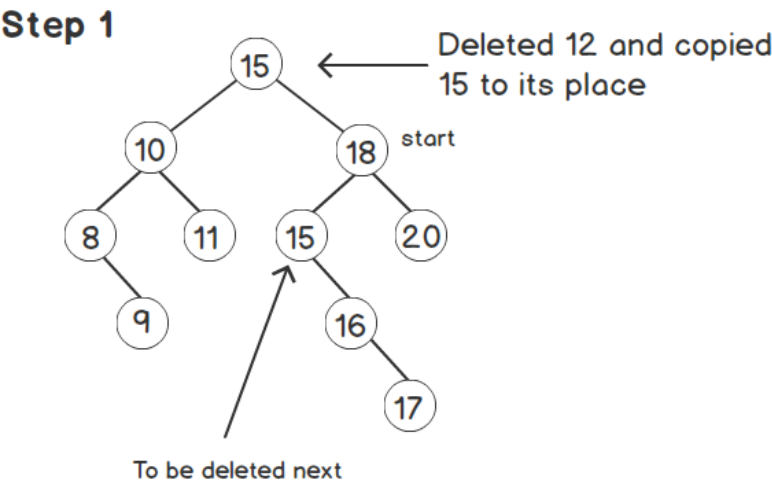 Step 1
Deleted 12 and copied
15 to its place
15
10
18
start
8
11
15
20
9
16
17
To be deleted next